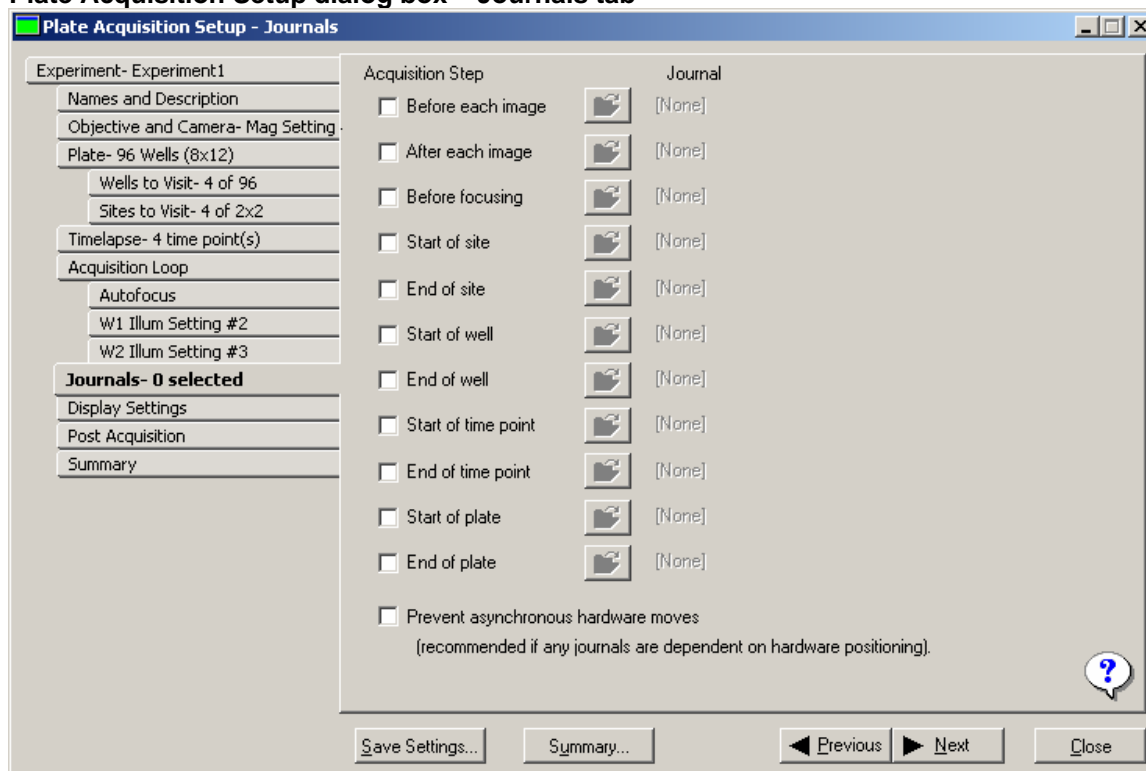 Plate Acquisition Setup dialog box – Journals tab
Plate Acquisition Setup - Journals
Experiment- Experiment1
Names and Description
Objective and Camera- Mag Setting
Plate- 96 Wells (8x12)
Wells to Visit- 4 of 96
Sites to Visit- 4 of 2x2
Timelapse- 4 time point(s)
Acquisition Loop
Autofocus
W1 Illum Setting #2
W2 Illum Setting #3
Journals- 0 selected
Display Settings
Post Acquisition
Summary
Acquisition Step Journal
Before each image [None]
After each image [None]
Before focusing [None]
Start of site [None]
End of site [None]
Start of well [None]
End of well [None]
Start of time point [None]
End of time point [None]
Start of plate [None]
End of plate [None]
Prevent asynchronous hardware moves
(recommended if any journals are dependent on hardware positioning).
?
Save Settings... Summary... Previous Next Close